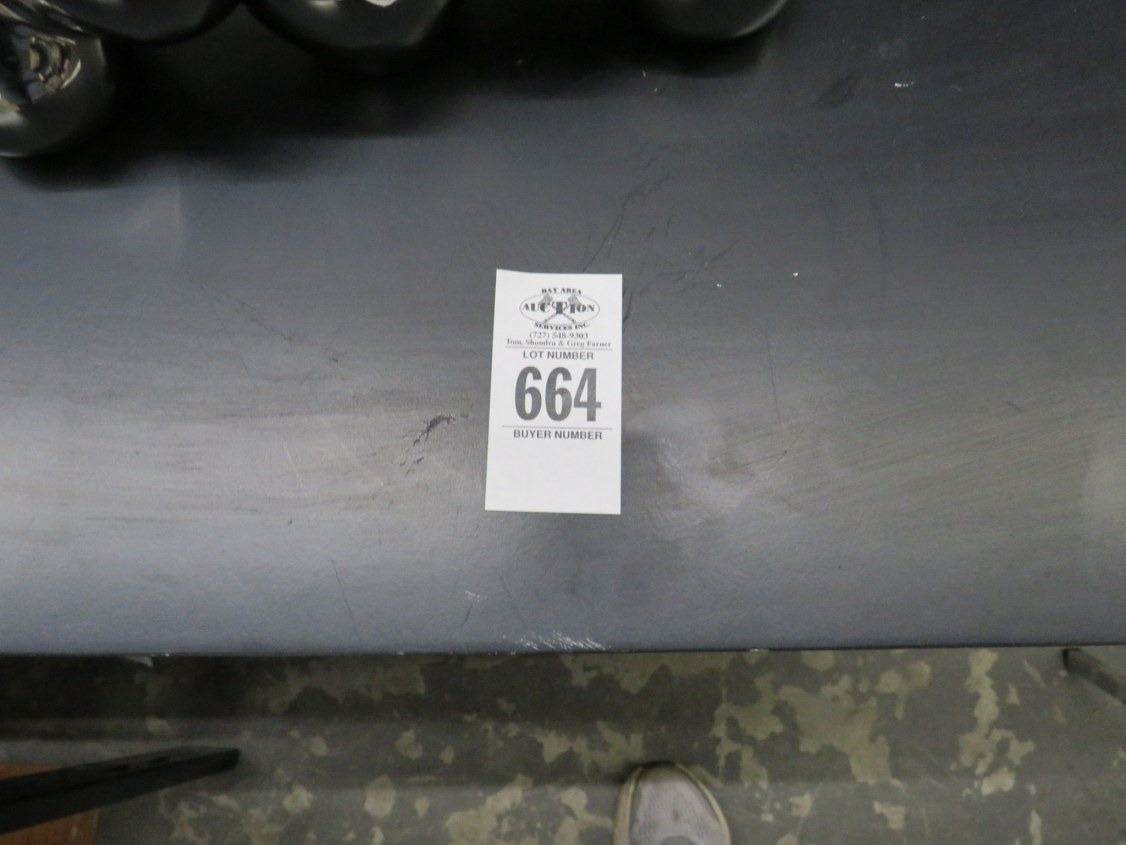 BAY AREA
AUCTION
SERVICES INC.
(727) 548-9303
Tom, Shondra & Greg Farner
LOT NUMBER
664
BUYER NUMBER